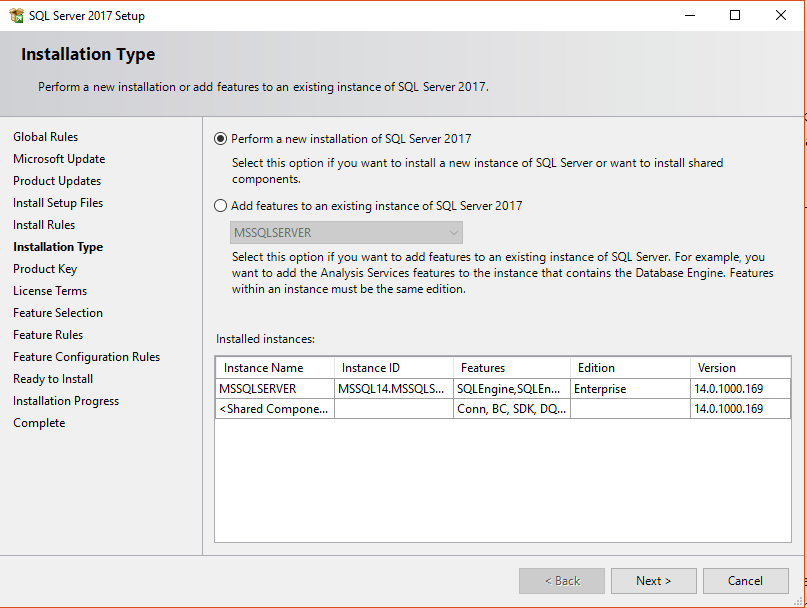 SQL Server 2017 Setup
Installation Type
Perform a new installation or add features to an existing instance of SQL Server 2017.
Global Rules
Microsoft Update
Product Updates
Install Setup Files
Install Rules
Installation Type
Product Key
License Terms
Feature Selection
Feature Rules
Feature Configuration Rules
Ready to Install
Installation Progress
Complete
Perform a new installation of SQL Server 2017
Select this option if you want to install a new instance of SQL Server or want to install shared
components.
Add features to an existing instance of SQL Server 2017
MSSQLSERVER
Select this option if you want to add features to an existing instance of SQL Server. For example, you
want to add the Analysis Services features to the instance that contains the Database Engine. Features
within an instance must be the same edition.
Installed instances:
Instance Name Instance ID Features Edition Version
MSSQLSERVER MSSQL14.MSSQLS... SQLEngine,SQLEn... Enterprise 14.0.1000.169
<Shared Compone... Conn, BC, SDK, DQ... 14.0.1000.169
< Back Next > Cancel